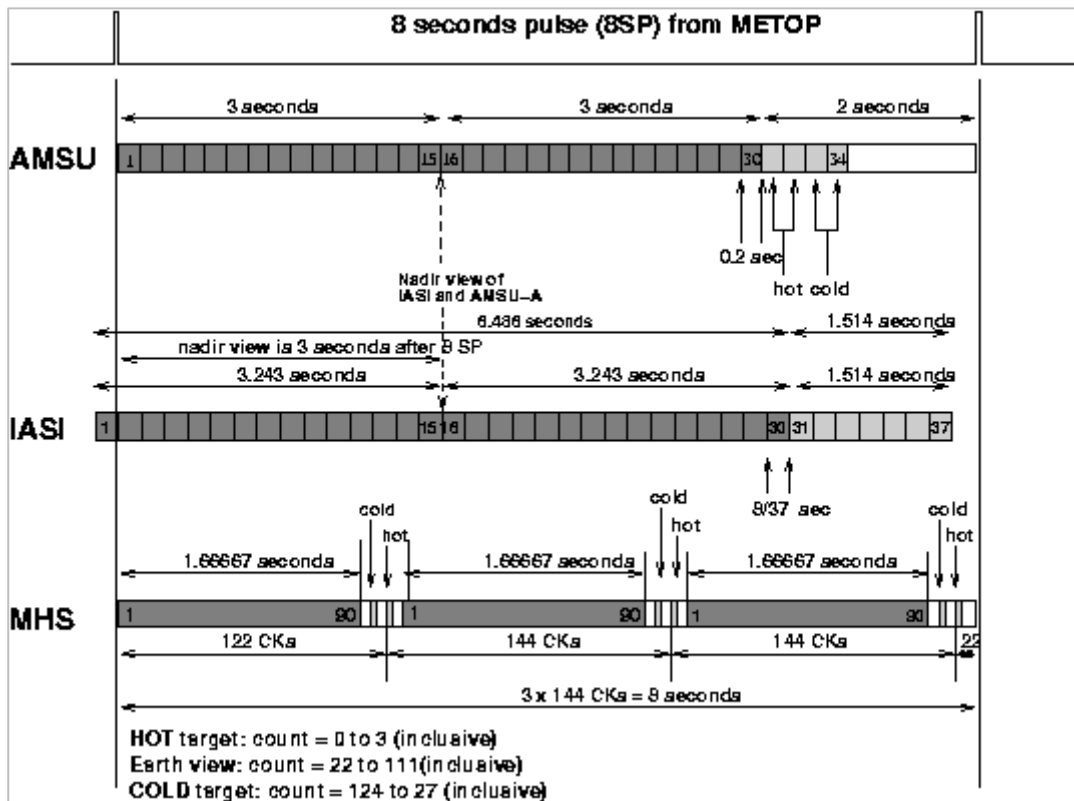 8 seconds pulse (8SP) from METOP
3 seconds
3 seconds
2 seconds
AMSU
1
15
16
30
34
0.2 sec
hot
cold
Nadir view of
IASI and AMSU-A
6.486 seconds
1.514 seconds
nadir view is 3 seconds after 8 SP
3.243 seconds
3.243 seconds
1.514 seconds
IASI
1
15
16
30
31
37
8/37 sec
cold
hot
cold
hot
cold
hot
1.66667 seconds
1.66667 seconds
1.66667 seconds
MHS
1
90
1
90
1
90
122 CKs
144 CKs
144 CKs
22
3 x 144 CKs = 8 seconds
HOT target: count = 0 to 3 (inclusive)
Earth view: count = 22 to 111(inclusive)
COLD target: count = 124 to 27 (inclusive)